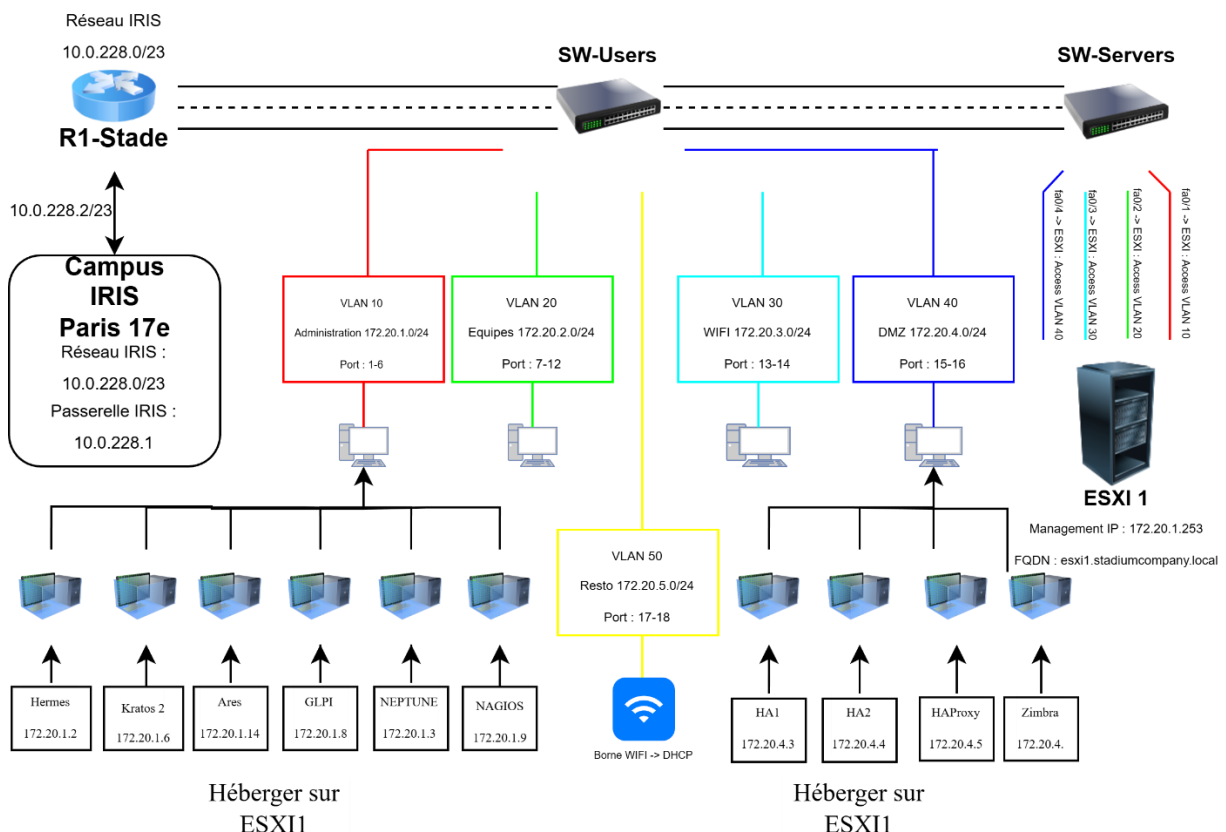 Réseau IRIS
10.0.228.0/23
R1-Stade
SW-Users
SW-Servers
10.0.228.2/23
Campus
IRIS
Paris 17e
Réseau IRIS :
10.0.228.0/23
Passerelle IRIS :
10.0.228.1
VLAN 10
Administration 172.20.1.0/24
Port : 1-6
VLAN 20
Equipes 172.20.2.0/24
Port : 7-12
VLAN 30
WIFI 172.20.3.0/24
Port : 13-14
VLAN 40
DMZ 172.20.4.0/24
Port : 15-16
fa0/4 -> ESXI : Access VLAN 40
fa0/3 -> ESXI : Access VLAN 30
fa0/2 -> ESXI : Access VLAN 20
fa0/1 -> ESXI : Access VLAN 10
ESXI 1
Management IP : 172.20.1.253
FQDN : esxi1.stadiumcompany.local
VLAN 50
Resto 172.20.5.0/24
Port : 17-18
Borne WIFI -> DHCP
Hermes
172.20.1.2
Kratos 2
172.20.1.6
Ares
172.20.1.14
GLPI
172.20.1.8
NEPTUNE
172.20.1.3
NAGIOS
172.20.1.9
HA1
172.20.4.3
HA2
172.20.4.4
HAProxy
172.20.4.5
Zimbra
172.20.4.
Héberger sur
ESXI1
Héberger sur
ESXI1